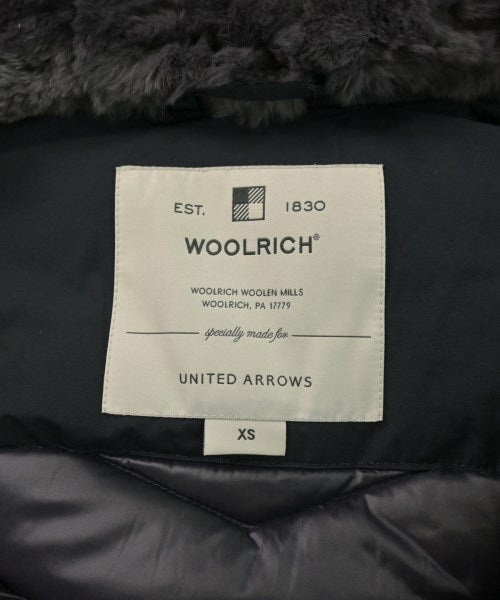 EST. 1830
WOOLRICH®
WOOLRICH WOOLEN MILLS
WOOLRICH, PA 17779
specially made for
UNITED ARROWS
XS